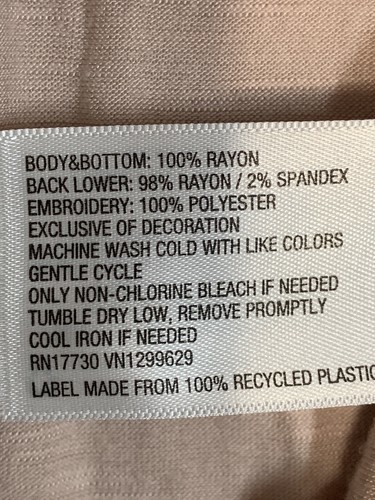 BODY&BOTTOM: 100% RAYON
BACK LOWER: 98% RAYON / 2% SPANDEX
EMBROIDERY: 100% POLYESTER
EXCLUSIVE OF DECORATION
MACHINE WASH COLD WITH LIKE COLORS
GENTLE CYCLE
ONLY NON-CHLORINE BLEACH IF NEEDED
TUMBLE DRY LOW, REMOVE PROMPTLY
COOL IRON IF NEEDED
RN17730 VN1299629
LABEL MADE FROM 100% RECYCLED PLASTIC